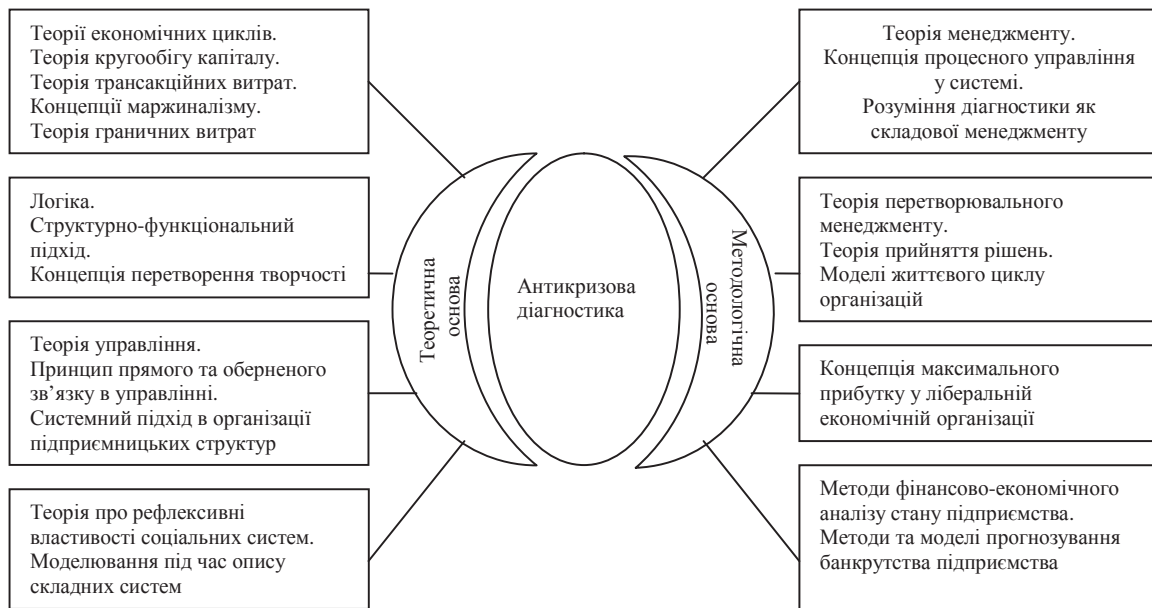 Теорії економічних циклів.
Теорія кругообігу капіталу.
Теорія трансакційних витрат.
Концепції маржиналізму.
Теорія граничних витрат
Логіка.
Структурно-функціональний
підхід.
Концепція перетворення творчості
Теорія управління.
Принцип прямого та оберненого
зв’язку в управлінні.
Системний підхід в організації
підприємницьких структур
Теорія про рефлексивні
властивості соціальних систем.
Моделювання під час опису
складних систем
Теоретична
основа
Антикризова
діагностика
Методологічна
основа
Теорія менеджменту.
Концепція процесного управління
у системі.
Розуміння діагностики як
складової менеджменту
Теорія перетворювального
менеджменту.
Теорія прийняття рішень.
Моделі життєвого циклу
організацій
Концепція максимального
прибутку у ліберальній
економічній організації
Методи фінансово-економічного
аналізу стану підприємства.
Методи та моделі прогнозування
банкрутства підприємства